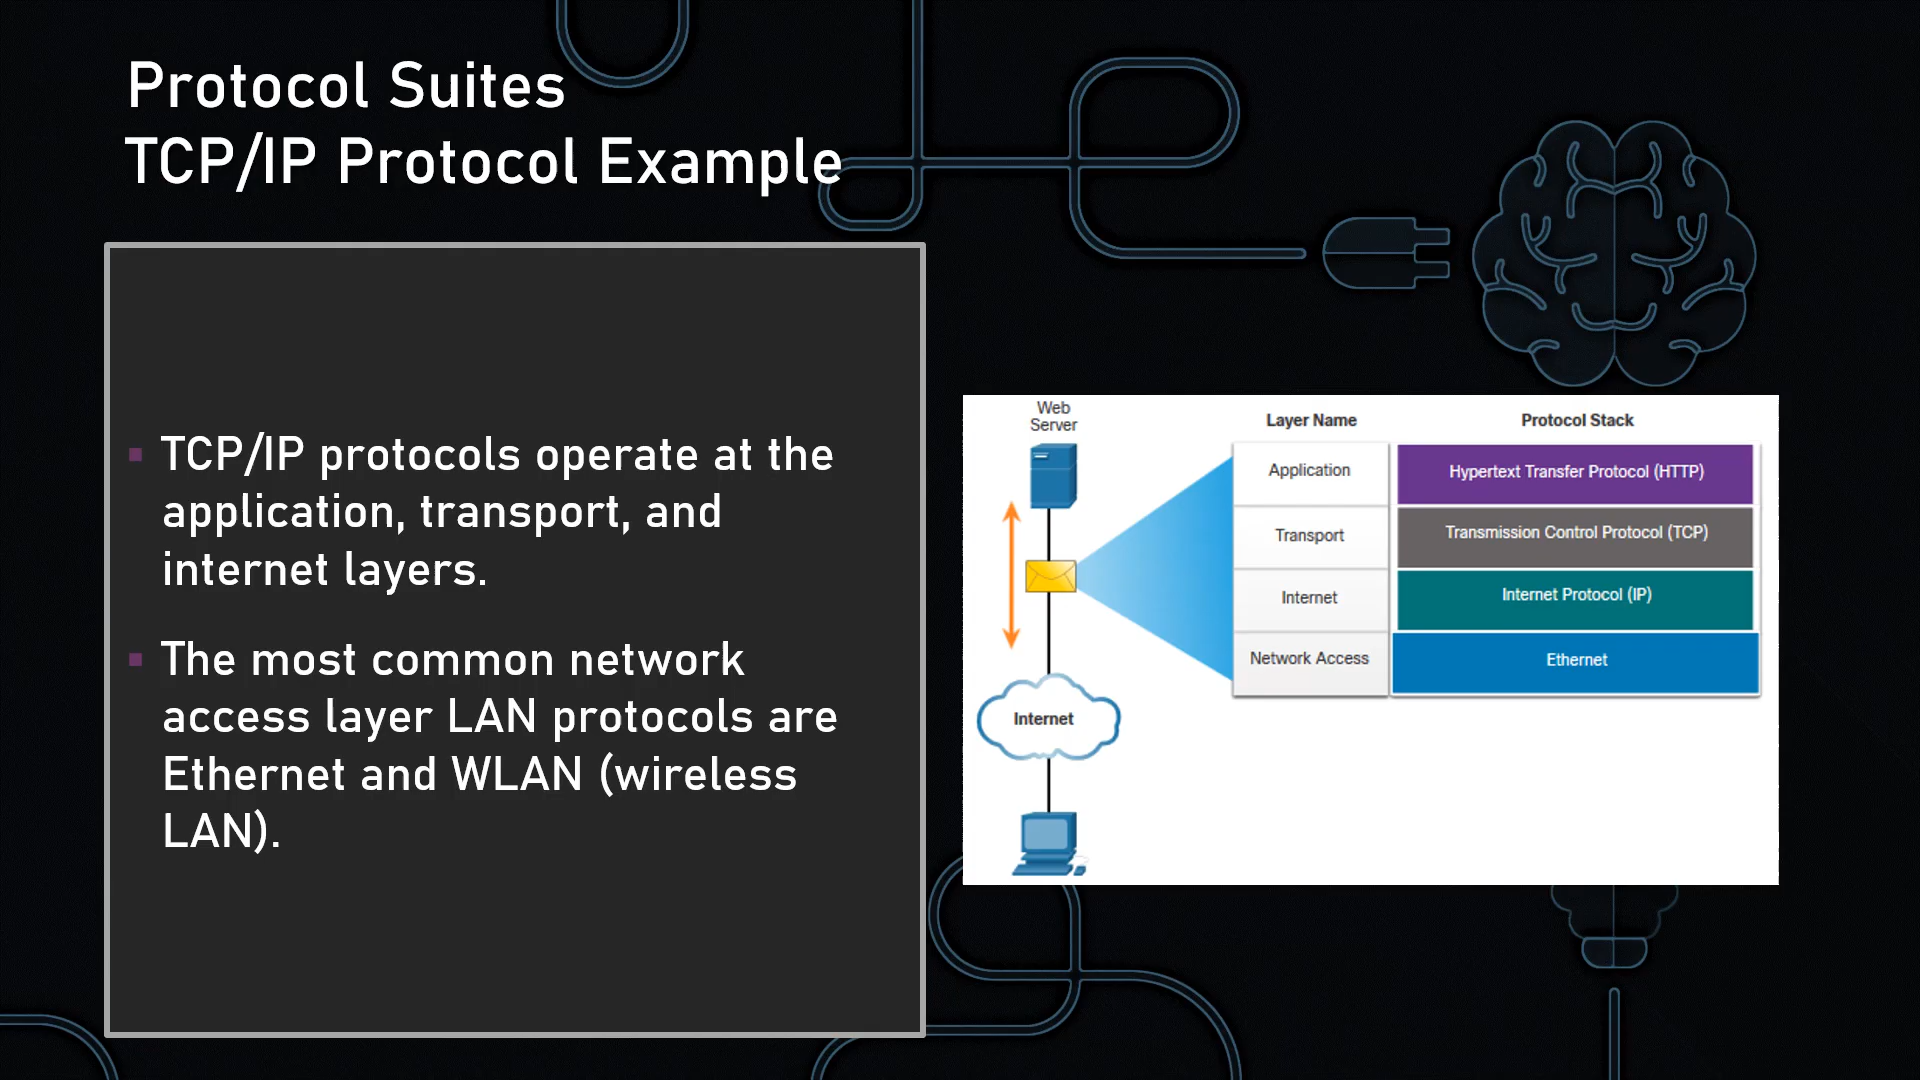 Protocol Suites
TCP/IP Protocol Example
TCP/IP protocols operate at the
application, transport, and
internet layers.
The most common network
access layer LAN protocols are
Ethernet and WLAN (wireless
LAN).
Web
Server
Internet
Layer Name
Protocol Stack
Application
Hypertext Transfer Protocol (HTTP)
Transport
Transmission Control Protocol (TCP)
Internet
Internet Protocol (IP)
Network Access
Ethernet